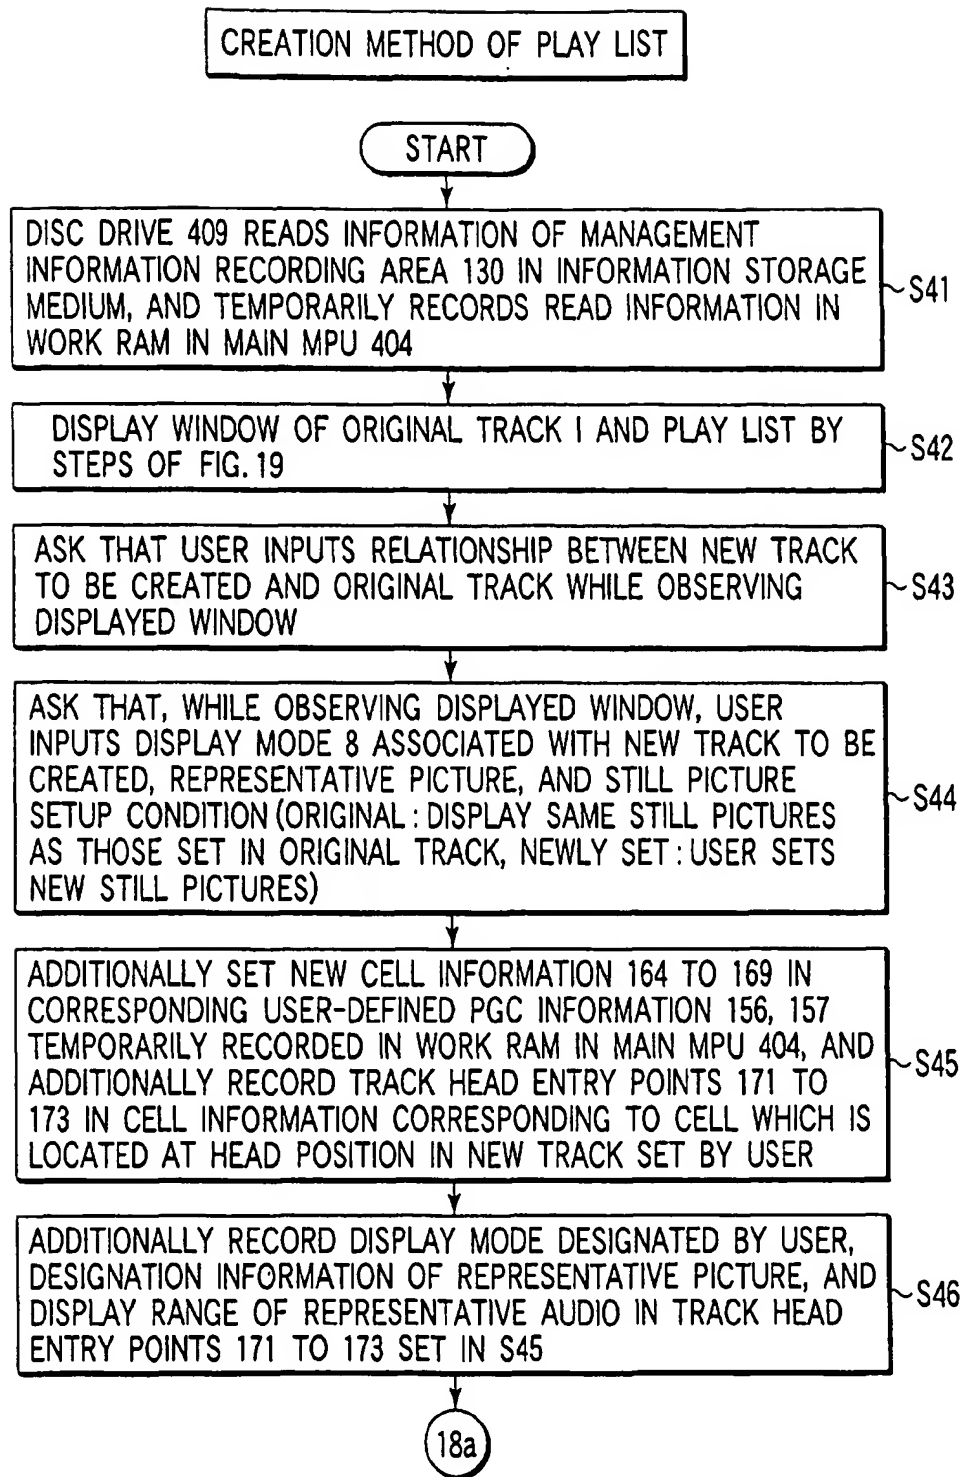 CREATION METHOD OF PLAY LIST
START
DISC DRIVE 409 READS INFORMATION OF MANAGEMENT
INFORMATION RECORDING AREA 130 IN INFORMATION STORAGE
MEDIUM, AND TEMPORARILY RECORDS READ INFORMATION IN
WORK RAM IN MAIN MPU 404
S41
DISPLAY WINDOW OF ORIGINAL TRACK I AND PLAY LIST BY
STEPS OF FIG. 19
S42
ASK THAT USER INPUTS RELATIONSHIP BETWEEN NEW TRACK
TO BE CREATED AND ORIGINAL TRACK WHILE OBSERVING
DISPLAYED WINDOW
S43
ASK THAT, WHILE OBSERVING DISPLAYED WINDOW, USER
INPUTS DISPLAY MODE 8 ASSOCIATED WITH NEW TRACK TO BE
CREATED, REPRESENTATIVE PICTURE, AND STILL PICTURE
SETUP CONDITION (ORIGINAL : DISPLAY SAME STILL PICTURES
AS THOSE SET IN ORIGINAL TRACK, NEWLY SET : USER SETS
NEW STILL PICTURES)
S44
ADDITIONALLY SET NEW CELL INFORMATION 164 TO 169 IN
CORRESPONDING USER-DEFINED PGC INFORMATION 156, 157
TEMPORARILY RECORDED IN WORK RAM IN MAIN MPU 404, AND
ADDITIONALLY RECORD TRACK HEAD ENTRY POINTS 171 TO
173 IN CELL INFORMATION CORRESPONDING TO CELL WHICH IS
LOCATED AT HEAD POSITION IN NEW TRACK SET BY USER
S45
ADDITIONALLY RECORD DISPLAY MODE DESIGNATED BY USER,
DESIGNATION INFORMATION OF REPRESENTATIVE PICTURE, AND
DISPLAY RANGE OF REPRESENTATIVE AUDIO IN TRACK HEAD
ENTRY POINTS 171 TO 173 SET IN S45
S46
18a